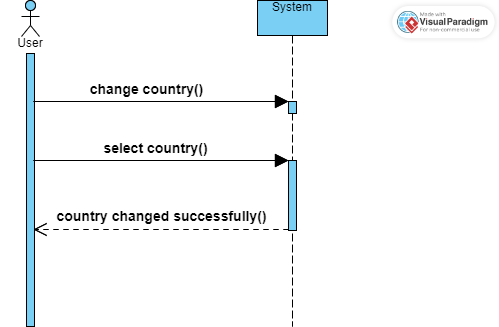 System
Made with
Visual Paradigm
For non-commercial use
User
change country()
select country()
country changed successfully()